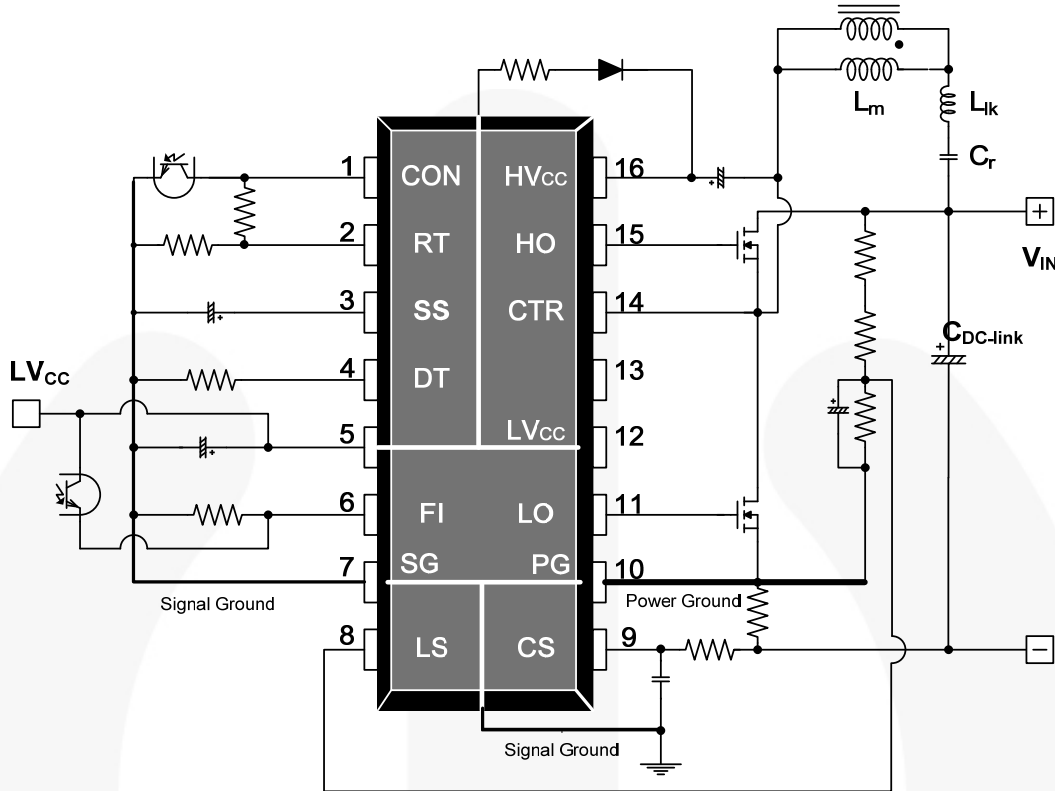 Lm
Llk
Cr
+
VIN
CDC-link
+
LVCC
1 CON HVCC 16
+
2 RT HO 15
3 SS CTR 14
+
4 DT 13
+
5 LVCC 12
+
6 FI LO 11
7 SG PG 10
Signal Ground
Power Ground
8 LS CS 9
−
Signal Ground